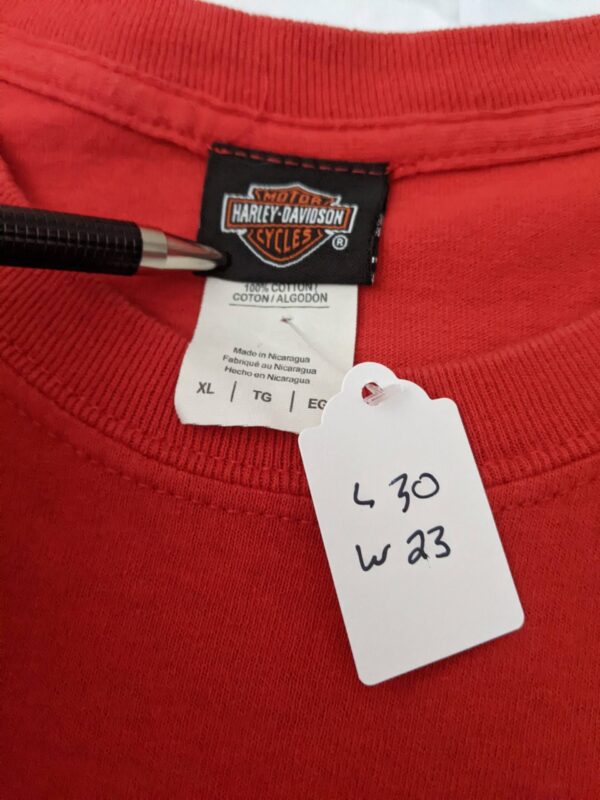 MOTOR
HARLEY-DAVIDSON
CYCLES
®
100% COTTON /
COTON / ALGODÓN
Made in Nicaragua
Fabriqué au Nicaragua
Hecho en Nicaragua
XL | TG | EG
L 30
W 23